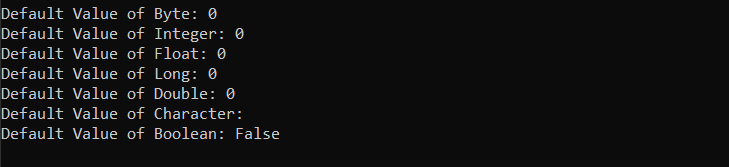 Default Value of Byte: 0
Default Value of Integer: 0
Default Value of Float: 0
Default Value of Long: 0
Default Value of Double: 0
Default Value of Character:
Default Value of Boolean: False